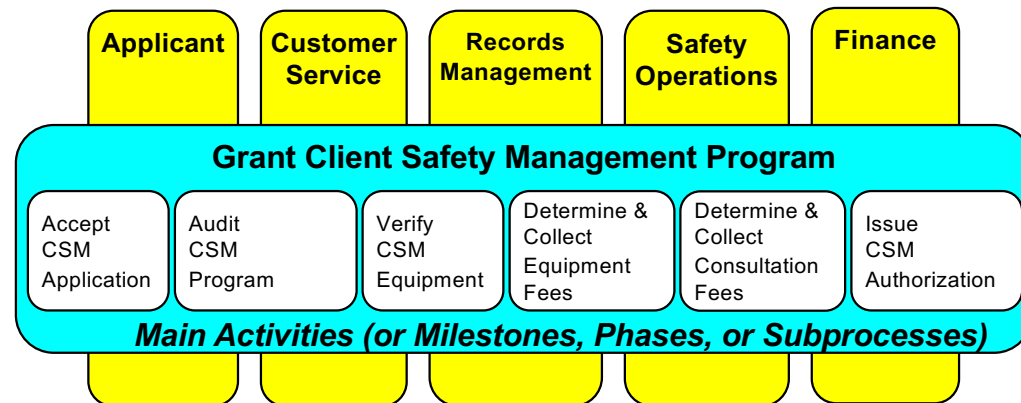 Applicant
Customer
Service
Records
Management
Safety
Operations
Finance
Grant Client Safety Management Program
Accept
CSM
Application
Audit
CSM
Program
Verify
CSM
Equipment
Determine &
Collect
Equipment
Fees
Determine &
Collect
Consultation
Fees
Issue
CSM
Authorization
Main Activities (or Milestones, Phases, or Subprocesses)